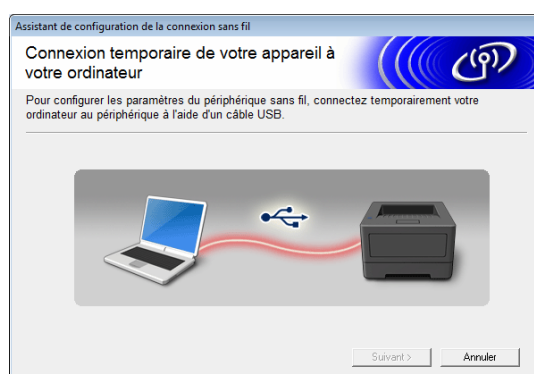 Assistant de configuration de la connexion sans fil
Connexion temporaire de votre appareil à
votre ordinateur
Pour configurer les paramètres du périphérique sans fil, connectez temporairement votre
ordinateur au périphérique à l'aide d'un câble USB.
Suivant > Annuler